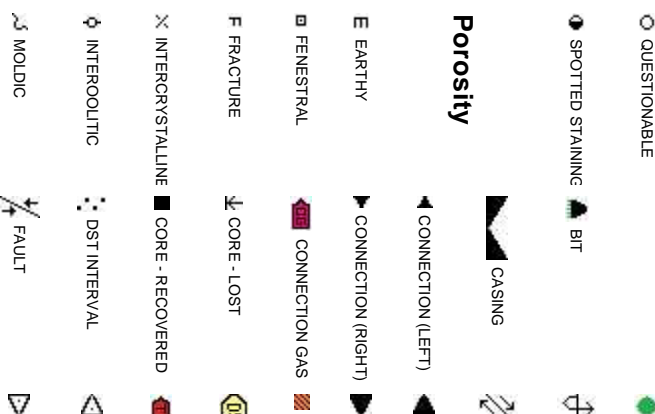 QUESTIONABLE
SPOTTED STAINING
Porosity
E EARTHY
FENESTRAL
F FRACTURE
INTERCRYSTALLINE
INTEROOLITIC
MOLDIC
BIT
CASING
CONNECTION (LEFT)
CONNECTION (RIGHT)
CONNECTION GAS
CORE - LOST
CORE - RECOVERED
DST INTERVAL
FAULT